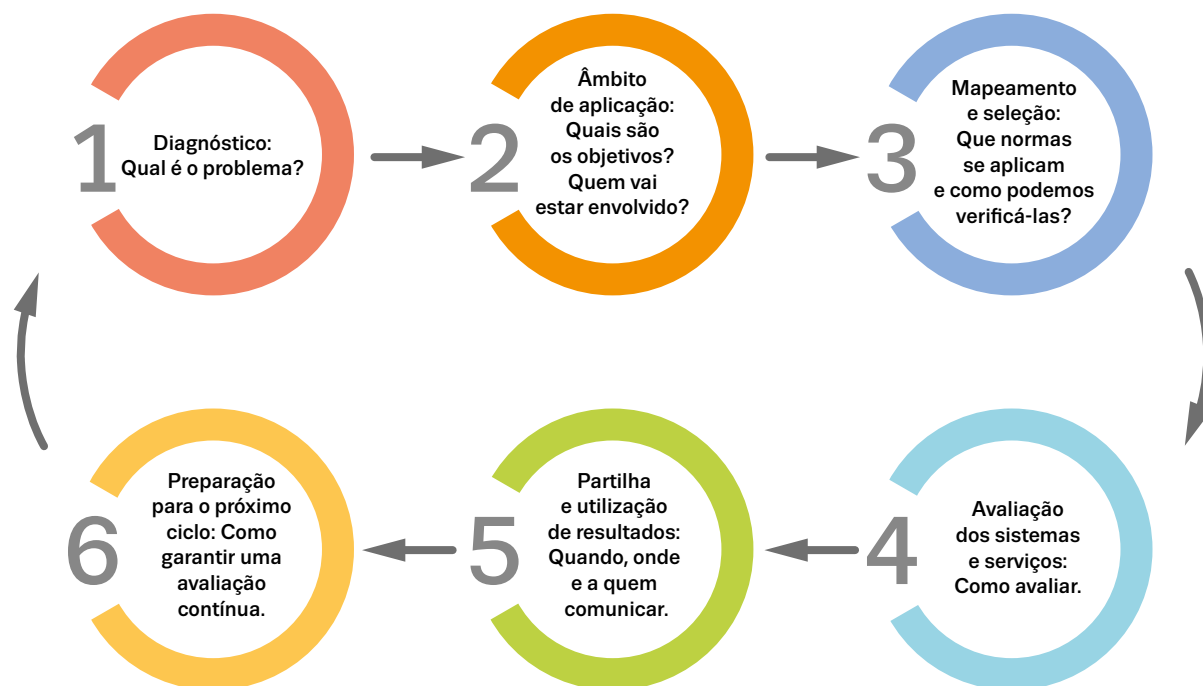 1
Diagnóstico:
Qual é o problema?
2
Âmbito
de aplicação:
Quais são
os objetivos?
Quem vai
estar envolvido?
3
Mapeamento
e seleção:
Que normas
se aplicam
e como podemos
verificá-las?
4
Avaliação
dos sistemas
e serviços:
Como avaliar.
5
Partilha
e utilização
de resultados:
Quando, onde
e a quem
comunicar.
6
Preparação
para o próximo
ciclo: Como
garantir uma
avaliação
contínua.